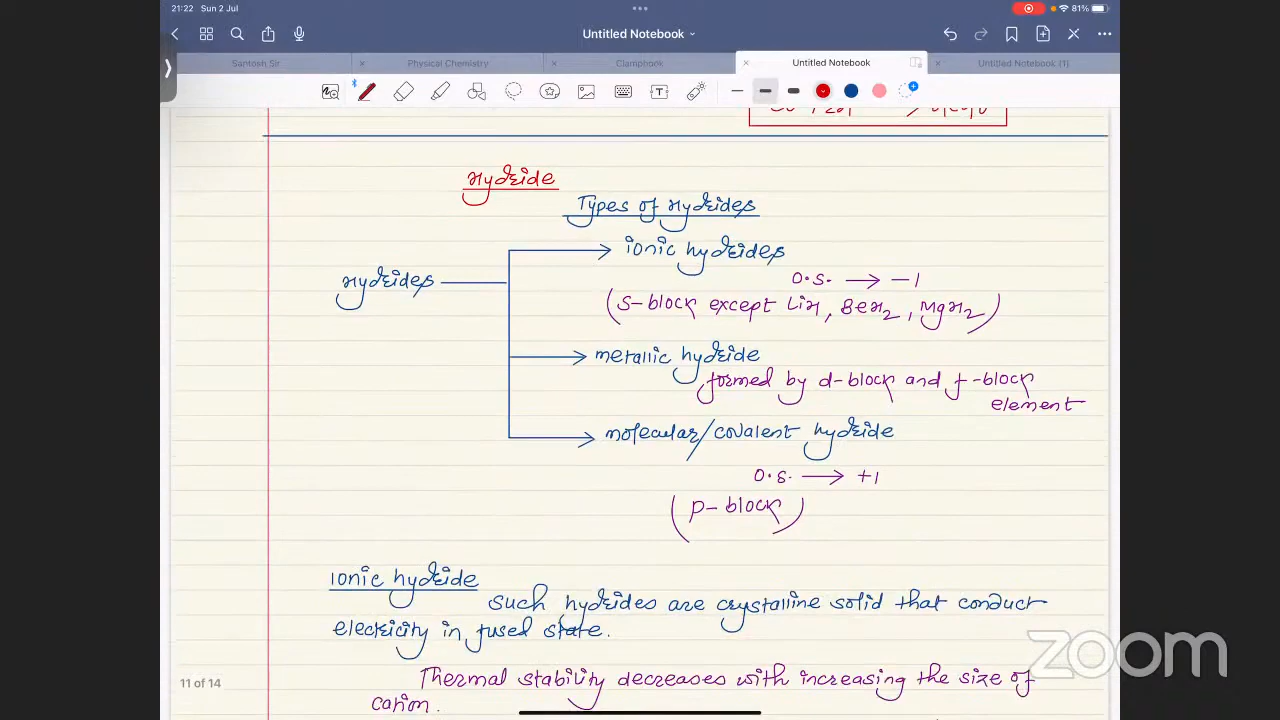 21:22 Sun 2 Jul
81%
Untitled Notebook
Santosh Sir
Physical Chemistry
Clamphook
Untitled Notebook
Untitled Notebook (1)
Hydride
Types of Hydrides
Hydrides
ionic hydrides
O.S. → -1
(S-block except LiH, BeH₂, MgH₂)
metallic hydride
formed by d-block and f-block
element
molecular/covalent hydride
O.S. → +1
(P-block)
Ionic hydride
such hydrides are crystalline solid that conduct
electricity in fused state.
zoom
11 of 14
Thermal stability decreases with increasing the size of
cation.